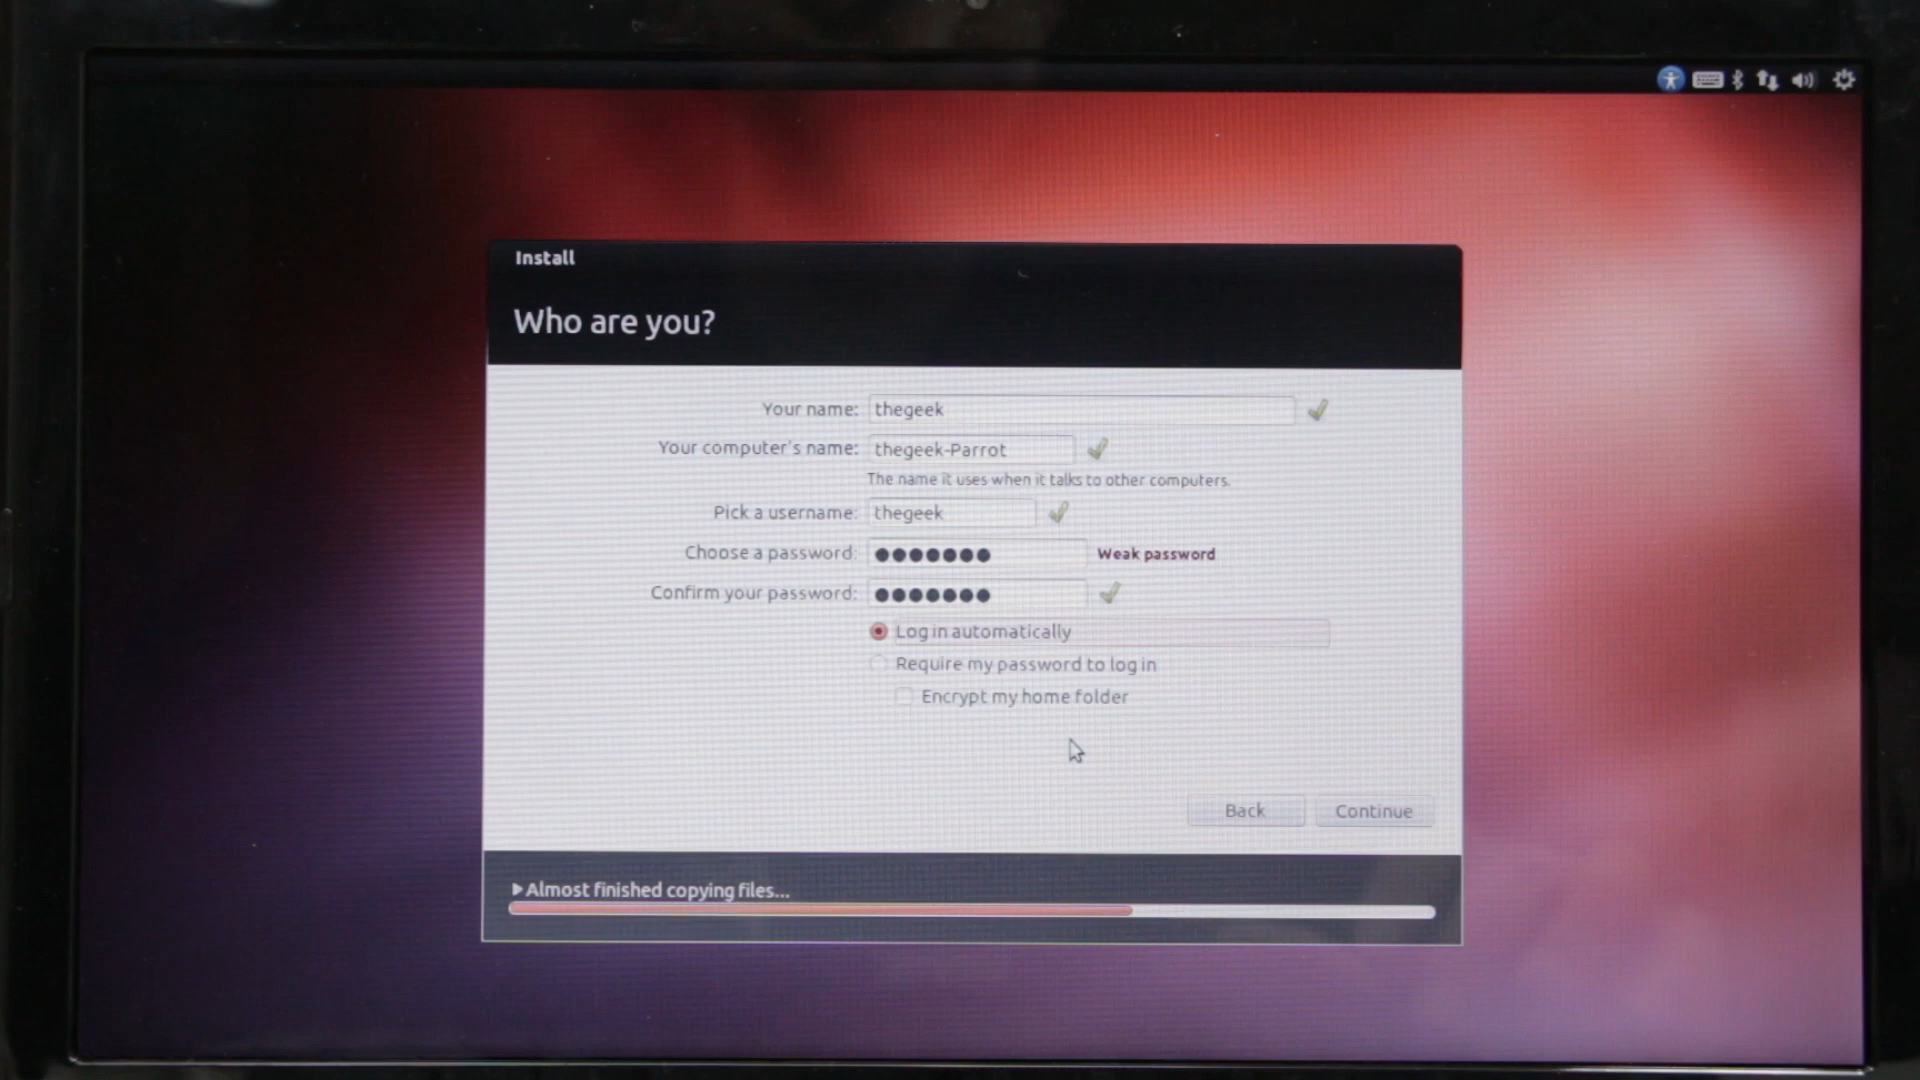 Install
Who are you?
Your name: thegeek
Your computer's name: thegeek-Parrot
The name it uses when it talks to other computers.
Pick a username: thegeek
Choose a password: ●●●●●●● Weak password
Confirm your password: ●●●●●●●
Log in automatically
Require my password to log in
Encrypt my home folder
Back Continue
Almost finished copying files...